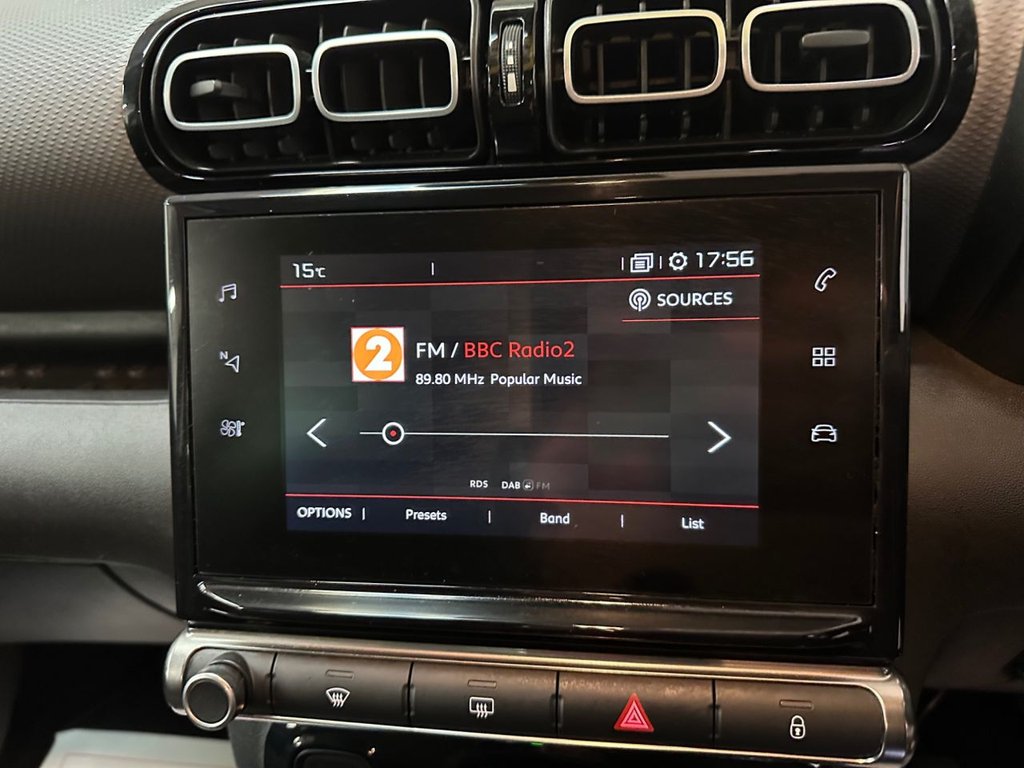 15°C
17:56
SOURCES
2
FM / BBC Radio2
89.80 MHz Popular Music
N
RDS DAB FM
OPTIONS | Presets | Band | List